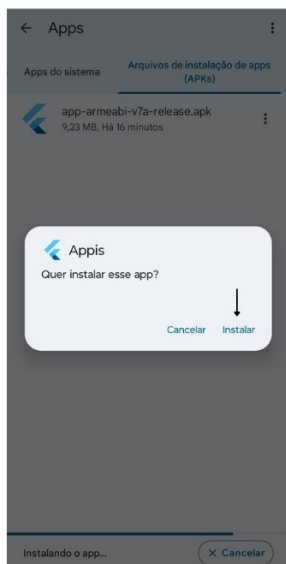 Apps
Apps do sistema
Arquivos de instalação de apps
(APKs)
app-armeabi-v7a-release.apk
9,23 MB, Há 16 minutos
Appis
Quer instalar esse app?
Cancelar Instalar
Instalando o app... Cancelar